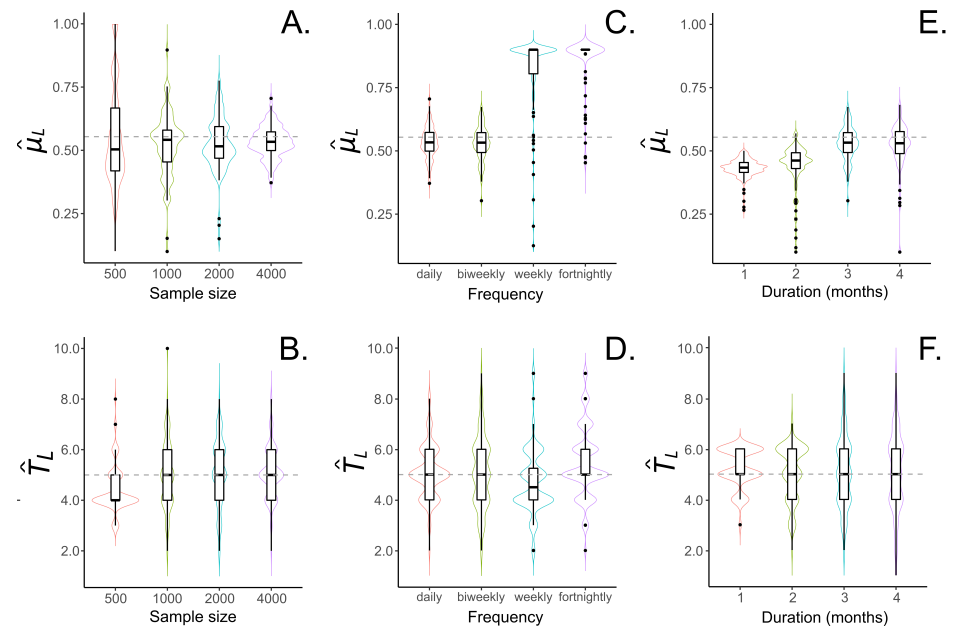 A.
1.00
0.75
0.50
0.25
μ̂L
500 1000 2000 4000
Sample size
C.
1.00
0.75
0.50
0.25
μ̂L
daily biweekly weekly fortnightly
Frequency
E.
1.00
0.75
0.50
0.25
μ̂L
1 2 3 4
Duration (months)
B.
10.0
8.0
6.0
4.0
2.0
T̂L
500 1000 2000 4000
Sample size
D.
10.0
8.0
6.0
4.0
2.0
T̂L
daily biweekly weekly fortnightly
Frequency
F.
10.0
8.0
6.0
4.0
2.0
T̂L
1 2 3 4
Duration (months)